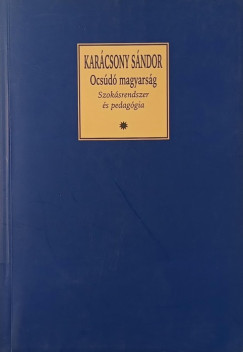 KARÁCSONY SÁNDOR
Ocsúdó magyarság
Szokásrendszer
és pedagógia